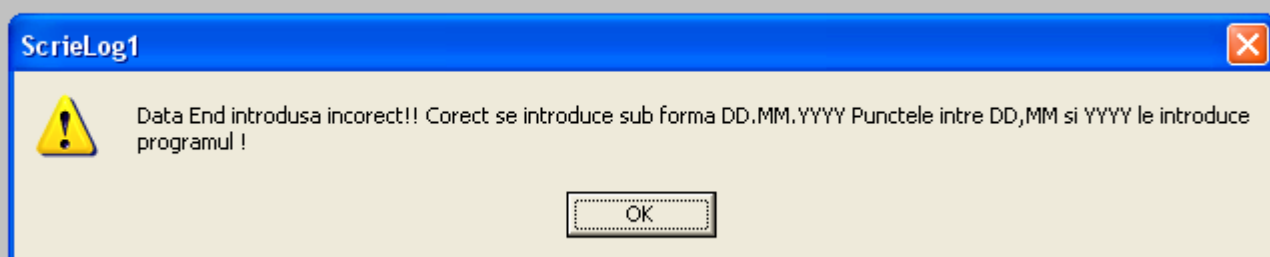 ScrieLog1
Data End introdusa incorect!! Corect se introduce sub forma DD.MM.YYYY Punctele intre DD,MM si YYYY le introduce
programul !
OK